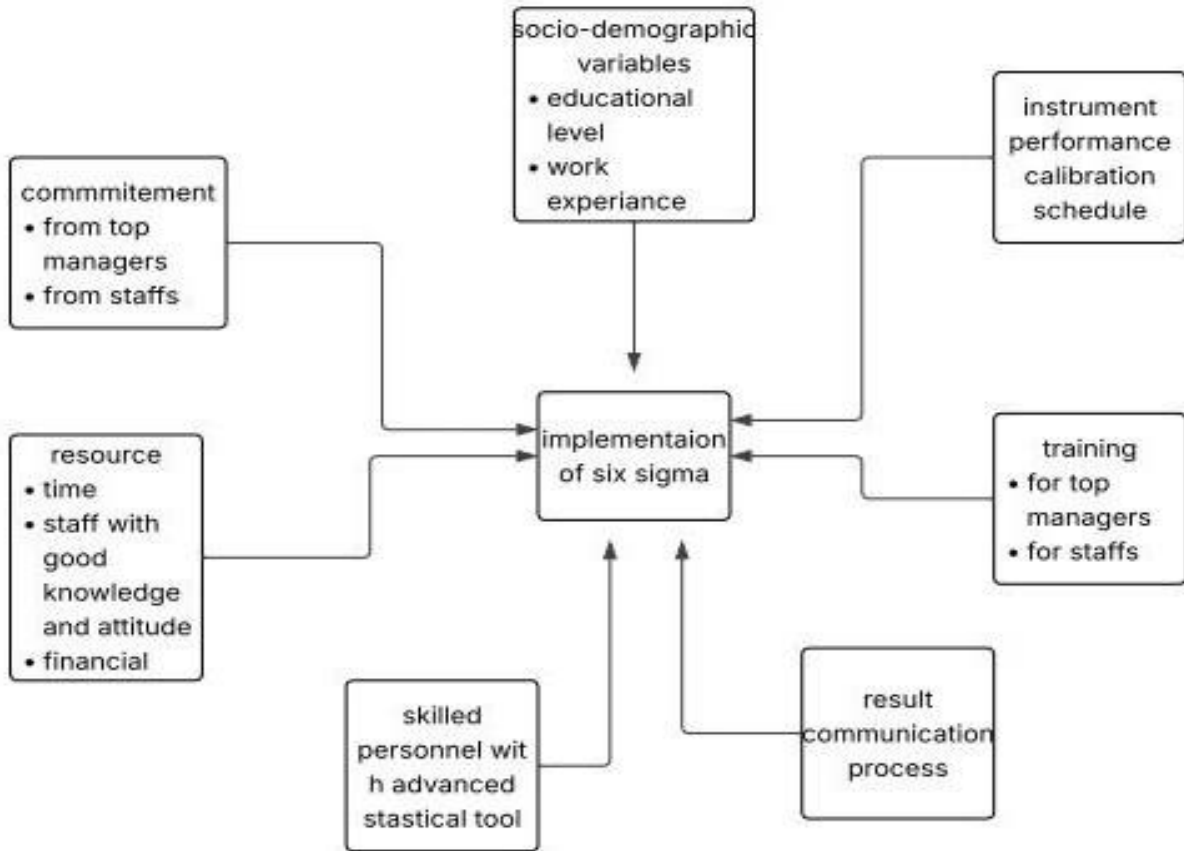 socio-demographic
variables
• educational
level
• work
experiance
instrument
performance
calibration
schedule
commmitement
• from top
managers
• from staffs
implementaion
of six sigma
resource
• time
• staff with
good
knowledge
and attitude
• financial
training
• for top
managers
• for staffs
skilled
personnel wit
h advanced
stastical tool
result
communication
process